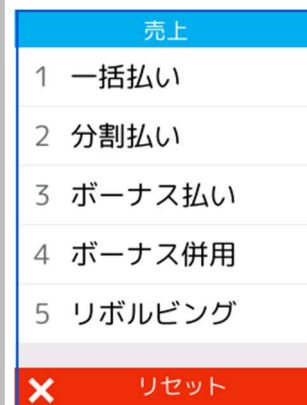 売上
1 一括払い
2 分割払い
3 ボーナス払い
4 ボーナス併用
5 リボルビング
× リセット